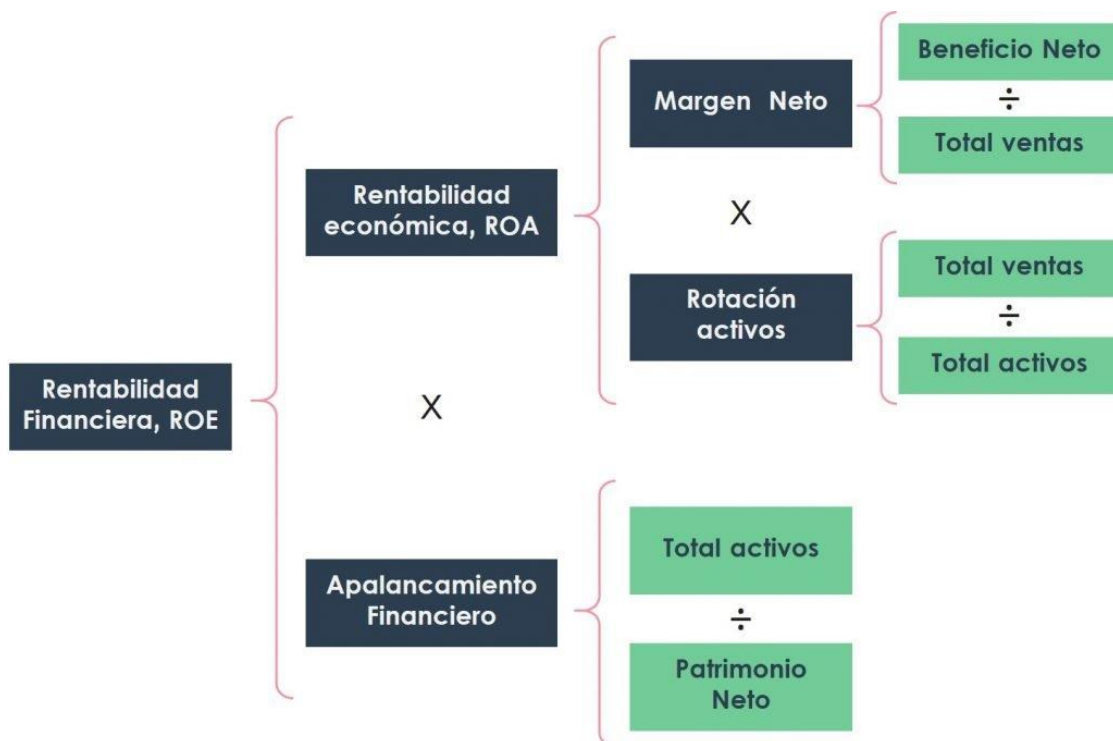 Beneficio Neto
÷
Total ventas
Margen Neto
X
Rentabilidad
económica, ROA
Total ventas
÷
Total activos
Rotación
activos
Rentabilidad
Financiera, ROE
X
Total activos
÷
Patrimonio
Neto
Apalancamiento
Financiero